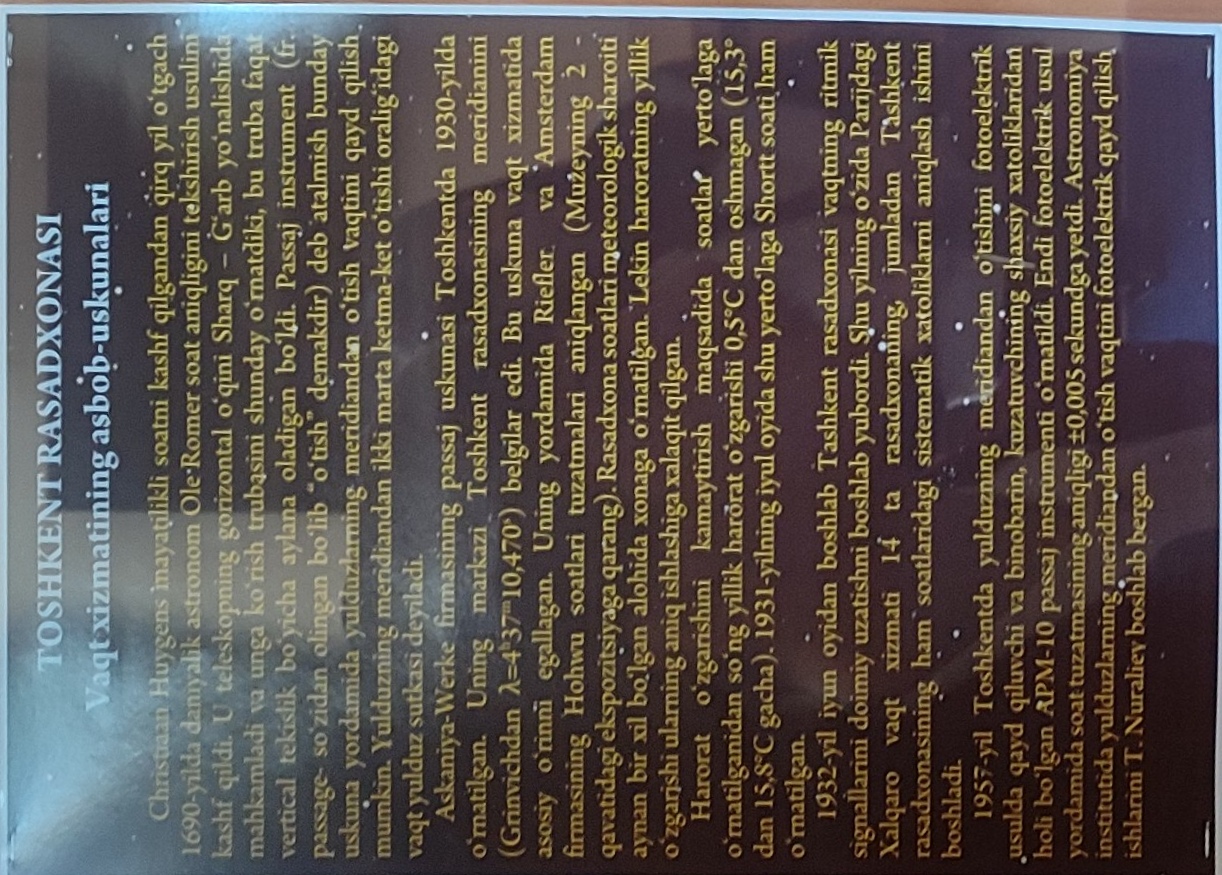 TOSHKENT RASADXONASI
Vaqt xizmatining asbob-uskunalari
Christiaan Huygens mayatilikli soatni kashf qilgandan qirq yil o‘tgach
1690-yilda daniyalik astronom Ole Romer soat aniqligini tekshirish usulini
kashf qildi. U teleskopning gorizontal o‘qini Sharq – G‘arb yo‘nalishida
mahkamladi va unga ko‘rish trubasini shunday o‘rnatdiki, bu truba faqat
vertical tekislik bo‘yicha aylana oladigan bo‘ldi. Passaj instrument (fr.
passage- so‘zidan olingan bo‘lib “o‘tish” demakdir) deb atalmish bunday
uskuna yordamida yulduzlarning meridiandan o‘tish vaqtini qayd qilish
mumkin. Yulduzning meridiandan ikki marta ketma-ket o‘tishi oralig‘idagi
vaqt yulduz sutkasi deyiladi.
Askaniya-Werke firmasining passaj uskunasi Toshkentda 1930-yilda
o‘rnatilgan. Uning markazi Toshkent rasadxonasining meridianini
(Grinvichdan λ=4ʰ37ᵐ10,470ˢ) belgilar edi. Bu uskuna vaqt xizmatida
asosiy o‘rinni egallagan. Uning yordamida Riefler va Amsterdam
firmasining Hohwu soatlari tuzatmalari aniqlangan (Muzeyning 2 -
qavatidagi ekspozitsiyaga qarang). Rasadxona soatlari meteorologik sharoiti
aynan bir xil bo‘lgan alohida xonaga o‘rnatilgan. Lekin haroratning yillik
o‘zgarishi ularning aniq ishlashiga xalaqit qilgan.
Harorat o‘zgarishini kamaytirish maqsadida soatlar yerto‘laga
o‘rnatilganidan so‘ng yillik harorat o‘zgarishi 0,5°C dan oshmagan (15,3°
dan 15,8°C gacha). 1931-yilning iyul oyida shu yerto‘laga Shortt soati ham
o‘rnatilgan.
1932-yil iyun oyidan boshlab Tashkent rasadxonasi vaqtning ritmik
signallarini doimiy uzatishni boshlab yubordi. Shu yilning o‘zida Parijdagi
Xalqaro vaqt xizmati 14 ta rasadxonaning, jumladan Tashkent
rasadxonasining ham soatlaridagi sistematik xatoliklarni aniqlash ishini
boshladi.
1957-yil Toshkentda yulduzning meridiandan o‘tishini fotoelektrik
usulda qayd qiluvchi va binobarin, kuzatuvchining shaxsiy xatoliklaridan
holi bo‘lgan APM-10 passaj instrumenti o‘rnatildi. Endi fotoelektrik usul
yordamida soat tuzatmasining aniqligi ±0,005 sekundga yetdi. Astronomiya
institutida yulduzlarning meridiandan o‘tish vaqtini fotoelektrik qayd qilish
ishlarini T. Nuraliev boshlab bergan.